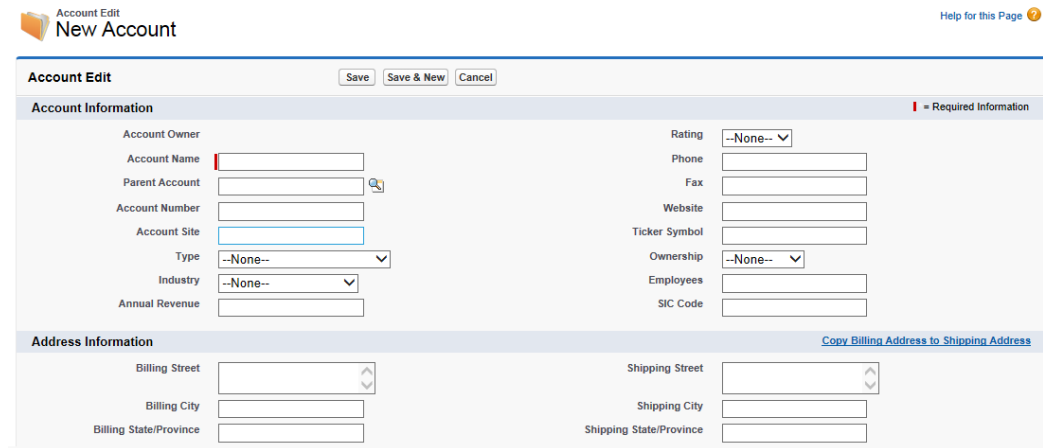 Account Edit
New Account
Help for this Page ?
Account Edit Save Save & New Cancel
Account Information = Required Information
Account Owner Rating --None--
Account Name Phone
Parent Account Fax
Account Number Website
Account Site Ticker Symbol
Type --None-- Ownership --None--
Industry --None-- Employees
Annual Revenue SIC Code
Address Information Copy Billing Address to Shipping Address
Billing Street Shipping Street
Billing City Shipping City
Billing State/Province Shipping State/Province